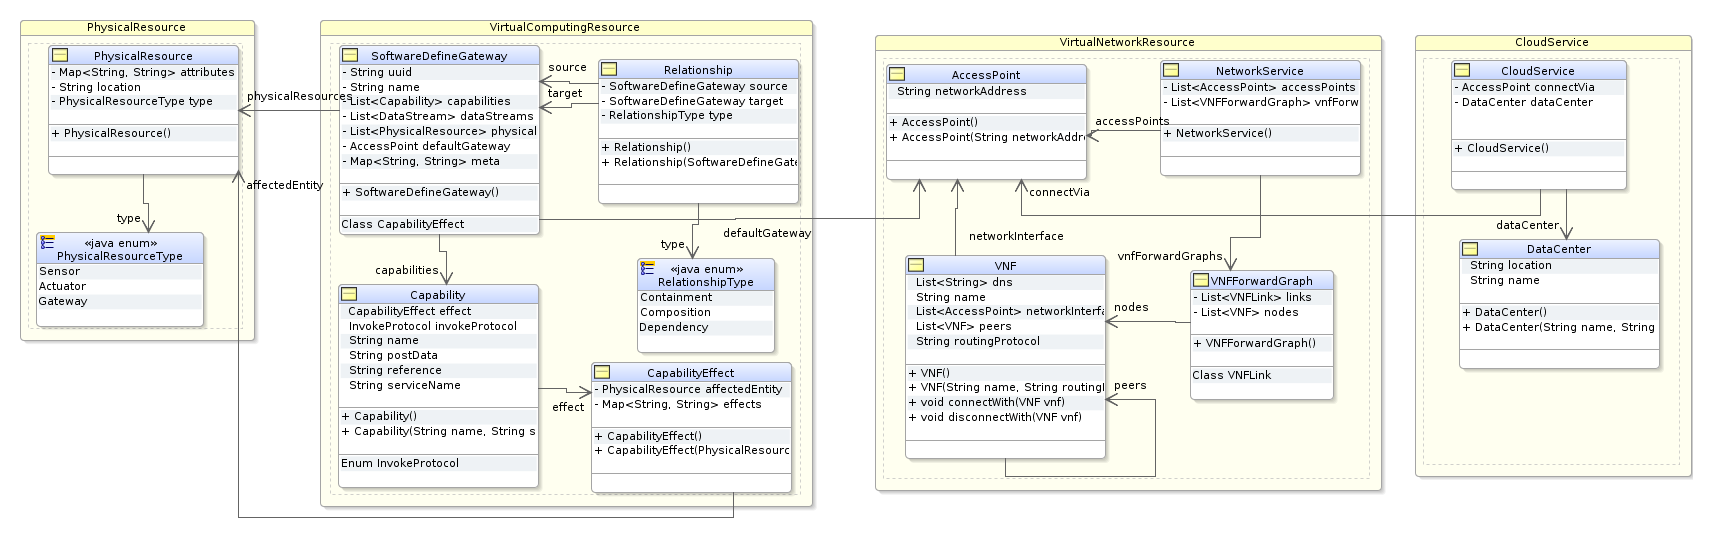 PhysicalResource
PhysicalResource
- Map<String, String> attributes
- String location
- PhysicalResourceType type
+ PhysicalResource()
type
«java enum»
PhysicalResourceType
Sensor
Actuator
Gateway
physicalResources
affectedEntity
VirtualComputingResource
SoftwareDefineGateway
- String uuid
- String name
- List<Capability> capabilities
- List<DataStream> dataStreams
- List<PhysicalResource> physical
- AccessPoint defaultGateway
- Map<String, String> meta
+ SoftwareDefineGateway()
Class CapabilityEffect
source
target
Relationship
- SoftwareDefineGateway source
- SoftwareDefineGateway target
- RelationshipType type
+ Relationship()
+ Relationship(SoftwareDefineGate
type
defaultGateway
«java enum»
RelationshipType
Containment
Composition
Dependency
capabilities
Capability
CapabilityEffect effect
InvokeProtocol invokeProtocol
String name
String postData
String reference
String serviceName
+ Capability()
+ Capability(String name, String s
Enum InvokeProtocol
effect
CapabilityEffect
- PhysicalResource affectedEntity
- Map<String, String> effects
+ CapabilityEffect()
+ CapabilityEffect(PhysicalResourc
VirtualNetworkResource
AccessPoint
String networkAddress
+ AccessPoint()
+ AccessPoint(String networkAddre
accessPoints
NetworkService
- List<AccessPoint> accessPoints
- List<VNFForwardGraph> vnfForw
+ NetworkService()
connectVia
networkInterface
vnfForwardGraphs
VNF
List<String> dns
String name
List<AccessPoint> networkInterfa
List<VNF> peers
String routingProtocol
+ VNF()
+ VNF(String name, String routingP
+ void connectWith(VNF vnf)
+ void disconnectWith(VNF vnf)
nodes
peers
VNFForwardGraph
- List<VNFLink> links
- List<VNF> nodes
+ VNFForwardGraph()
Class VNFLink
CloudService
CloudService
- AccessPoint connectVia
- DataCenter dataCenter
+ CloudService()
dataCenter
DataCenter
String location
String name
+ DataCenter()
+ DataCenter(String name, String